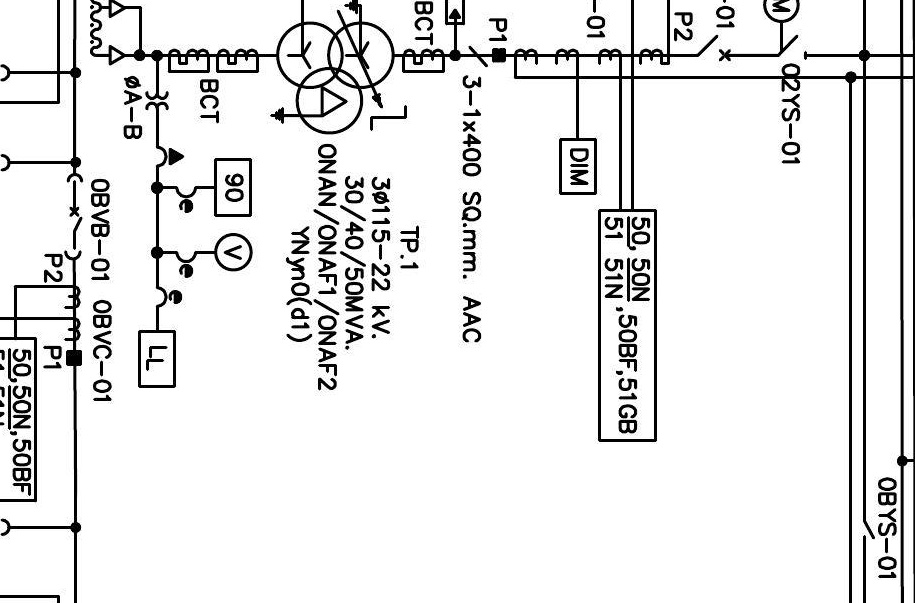 BCT
P1
-01
P2
-01
M
02YS-01
3-1x400 SQ.mm. AAC
DIM
50, 50N
51 51N ,50BF,51GB
TP.1
3ø115-22 kV.
30/40/50MVA.
ONAN/ONAF1/ONAF2
YNyn0(d1)
BCT
øA-B
90
V
LL
0BVB-01
0BVC-01
P2
P1
50,50N,50BF
0BYS-01